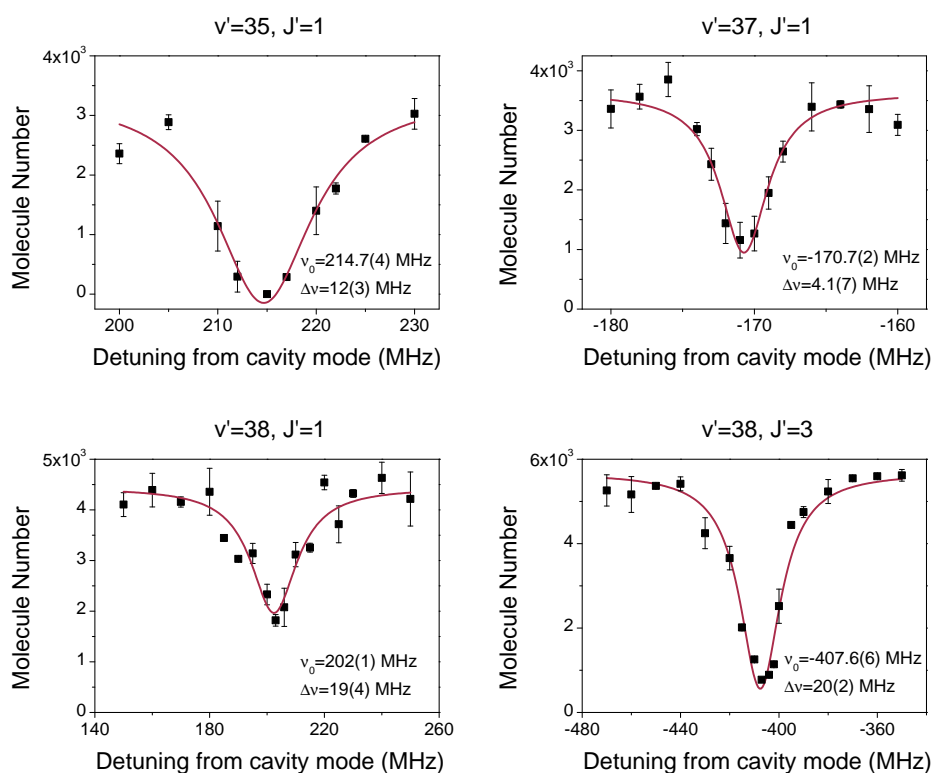 v'=35, J'=1
4x10³
3
2
1
0
Molecule Number
ν₀=214.7(4) MHz
Δν=12(3) MHz
200 210 220 230
Detuning from cavity mode (MHz)
v'=37, J'=1
4x10³
3
2
1
0
Molecule Number
ν₀=-170.7(2) MHz
Δν=4.1(7) MHz
-180 -170 -160
Detuning from cavity mode (MHz)
v'=38, J'=1
5x10³
4
3
2
1
0
Molecule Number
ν₀=202(1) MHz
Δν=19(4) MHz
140 180 220 260
Detuning from cavity mode (MHz)
v'=38, J'=3
6x10³
4
2
0
Molecule Number
ν₀=-407.6(6) MHz
Δν=20(2) MHz
-480 -440 -400 -360
Detuning from cavity mode (MHz)